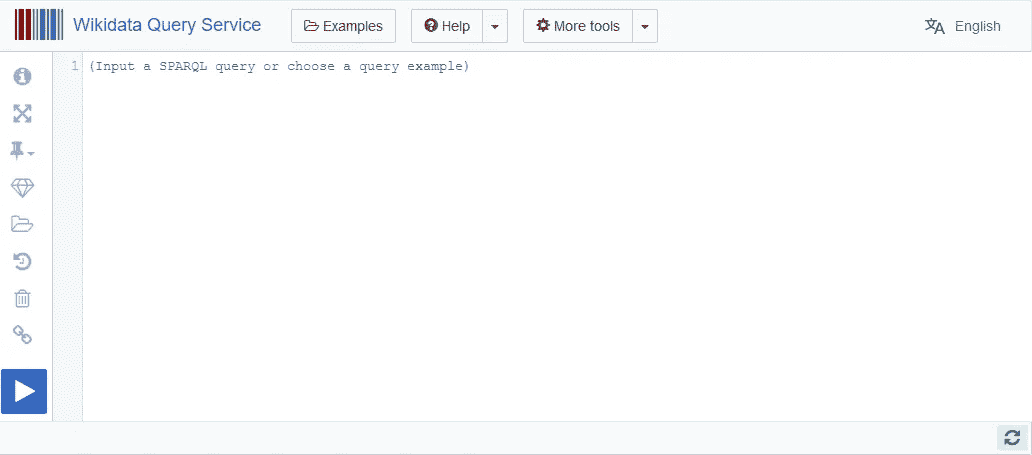 Wikidata Query Service Examples Help More tools English
1 (Input a SPARQL query or choose a query example)